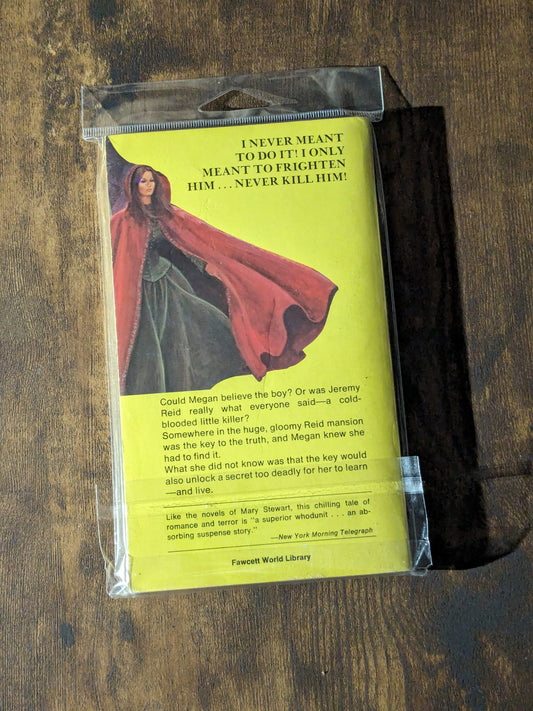 I NEVER MEANT
TO DO IT! I ONLY
MEANT TO FRIGHTEN
HIM . . . NEVER KILL HIM!
Could Megan believe the boy? Or was Jeremy
Reid really what everyone said—a cold-
blooded little killer?
Somewhere in the huge, gloomy Reid mansion
was the key to the truth, and Megan knew she
had to find it.
What she did not know was that the key would
also unlock a secret too deadly for her to learn
—and live.
Like the novels of Mary Stewart, this chilling tale of
romance and terror is "a superior whodunit . . . an ab-
sorbing suspense story."
—New York Morning Telegraph
Fawcett World Library